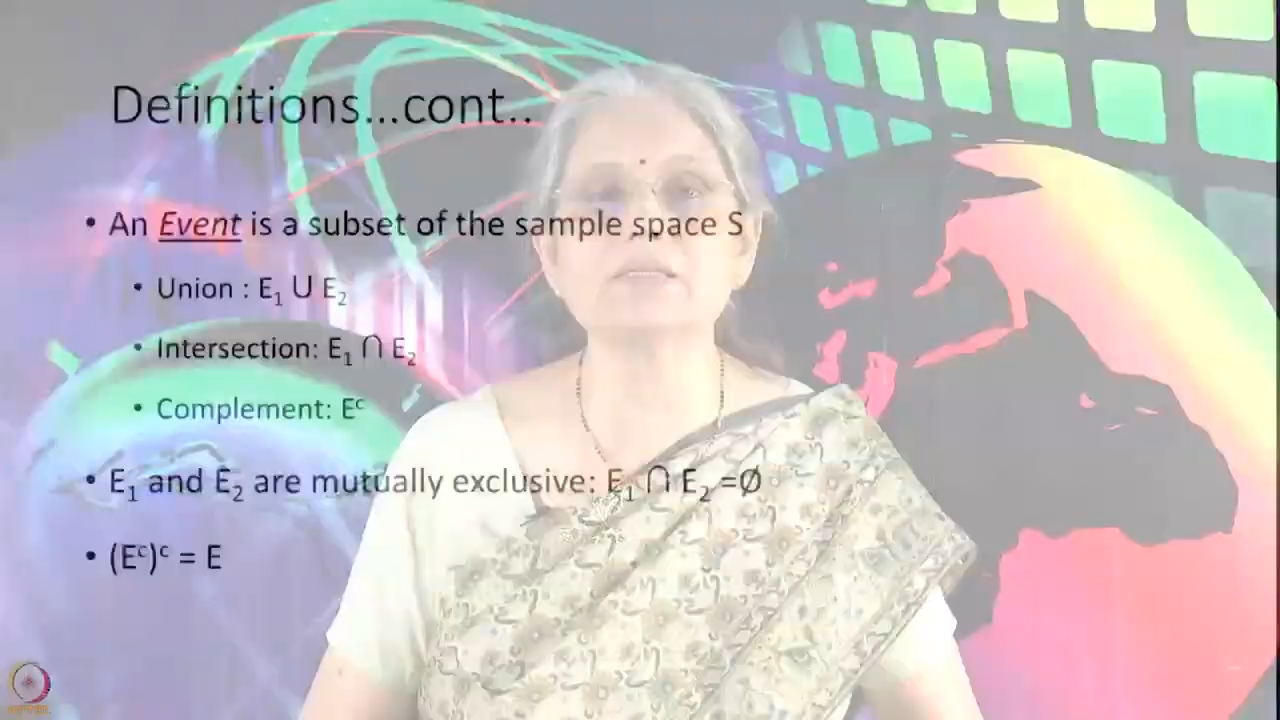 Definitions...cont..
• An Event is a subset of the sample space S
• Union : E₁ ⋃ E₂
• Intersection: E₁ ⋂ E₂
• Complement: Eᶜ
• E₁ and E₂ are mutually exclusive: E₁ ⋂ E₂ =Ø
• (Eᶜ)ᶜ = E